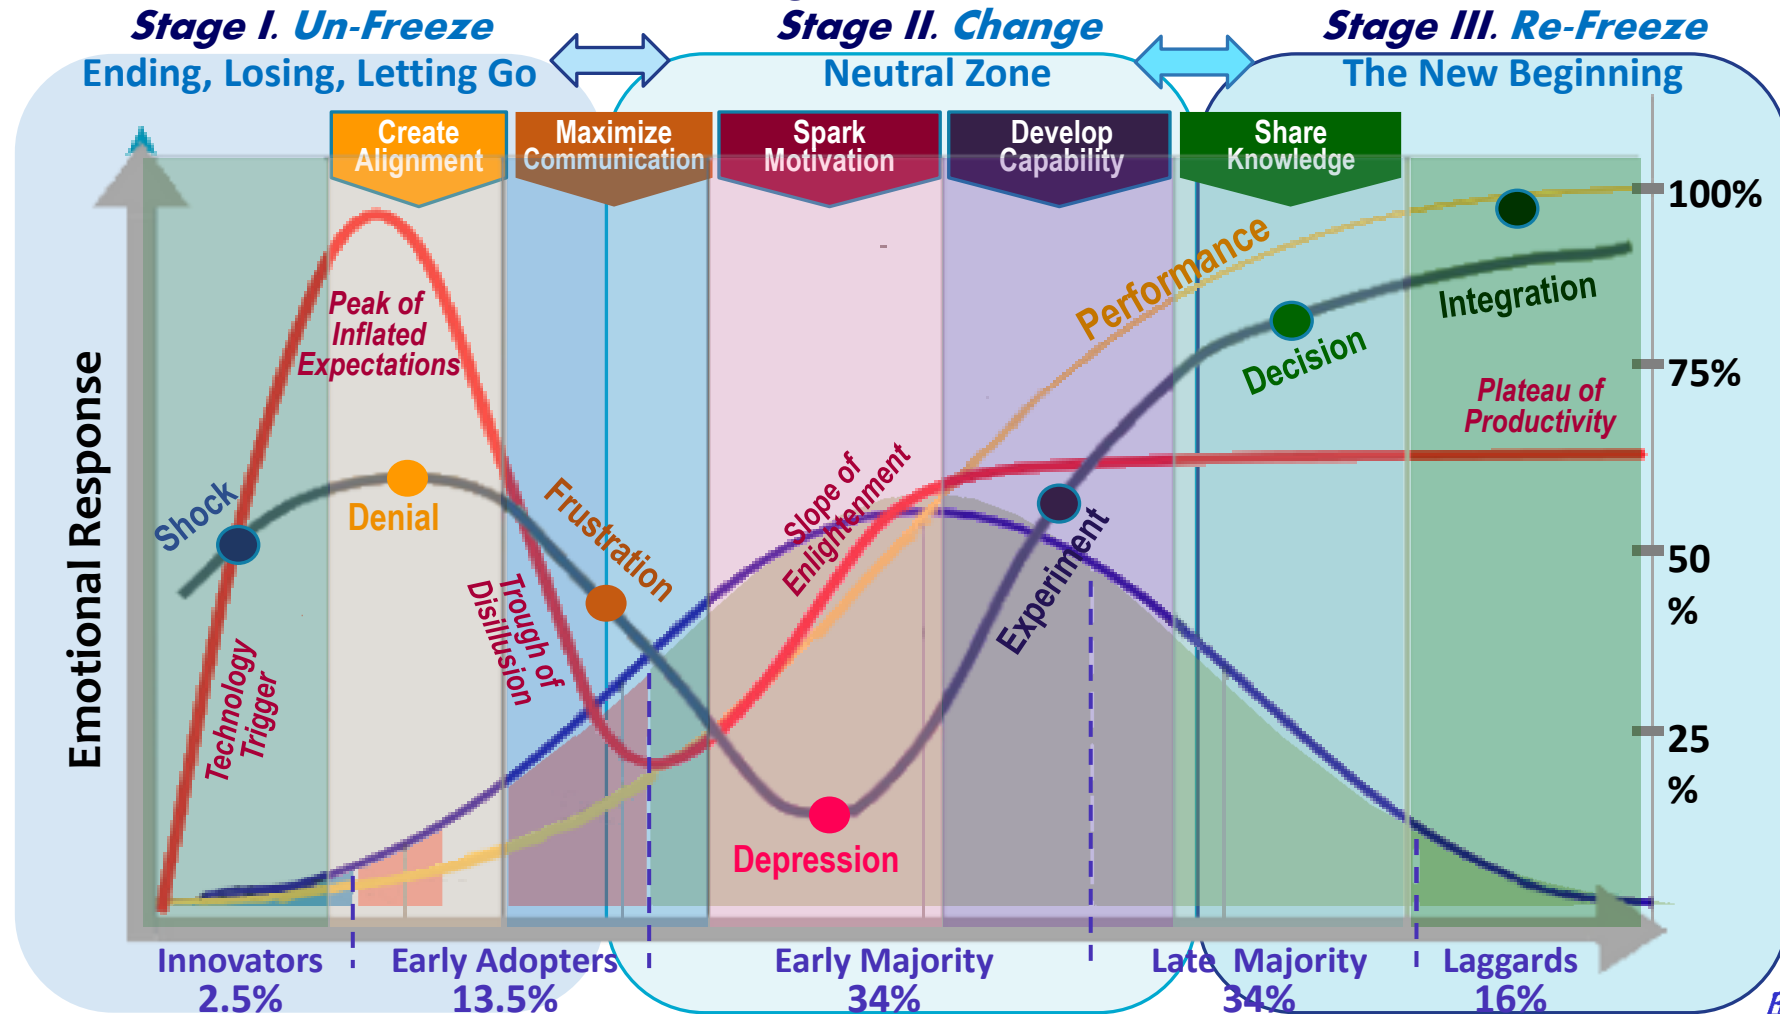 Stage I. Un-Freeze
Stage II. Change
Stage III. Re-Freeze
Ending, Losing, Letting Go
Neutral Zone
The New Beginning
Create
Alignment
Maximize
Communication
Spark
Motivation
Develop
Capability
Share
Knowledge
Emotional Response
Shock
Denial
Frustration
Depression
Experiment
Decision
Integration
Performance
Technology
Trigger
Peak of
Inflated
Expectations
Trough of
Disillusion
Slope of
Enlightenment
Plateau of
Productivity
100%
75%
50
%
25
%
Innovators
2.5%
Early Adopters
13.5%
Early Majority
34%
Late Majority
34%
Laggards
16%